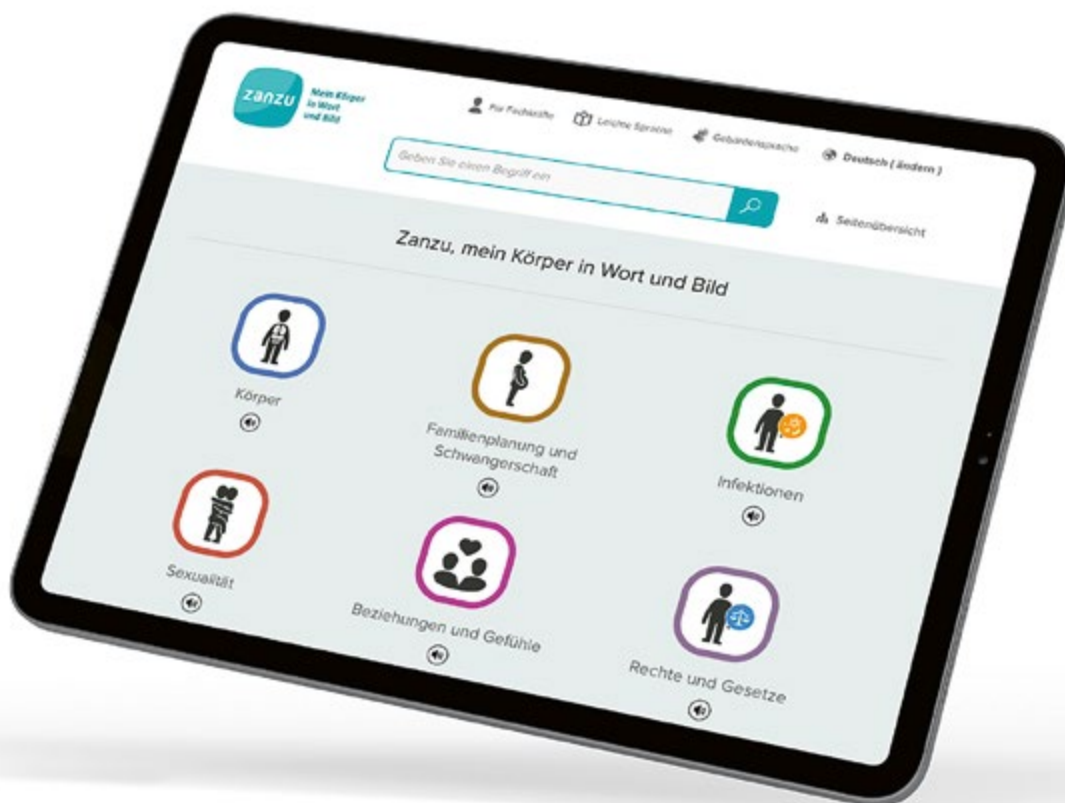 zanzu
Mein Körper
in Wort
und Bild
Für Fachkräfte
Leichte Sprache
Gebärdensprache
Deutsch ( ändern )
Geben Sie einen Begriff ein
Seitenübersicht
Zanzu, mein Körper in Wort und Bild
Körper
Familienplanung und
Schwangerschaft
Infektionen
Sexualität
Beziehungen und Gefühle
Rechte und Gesetze